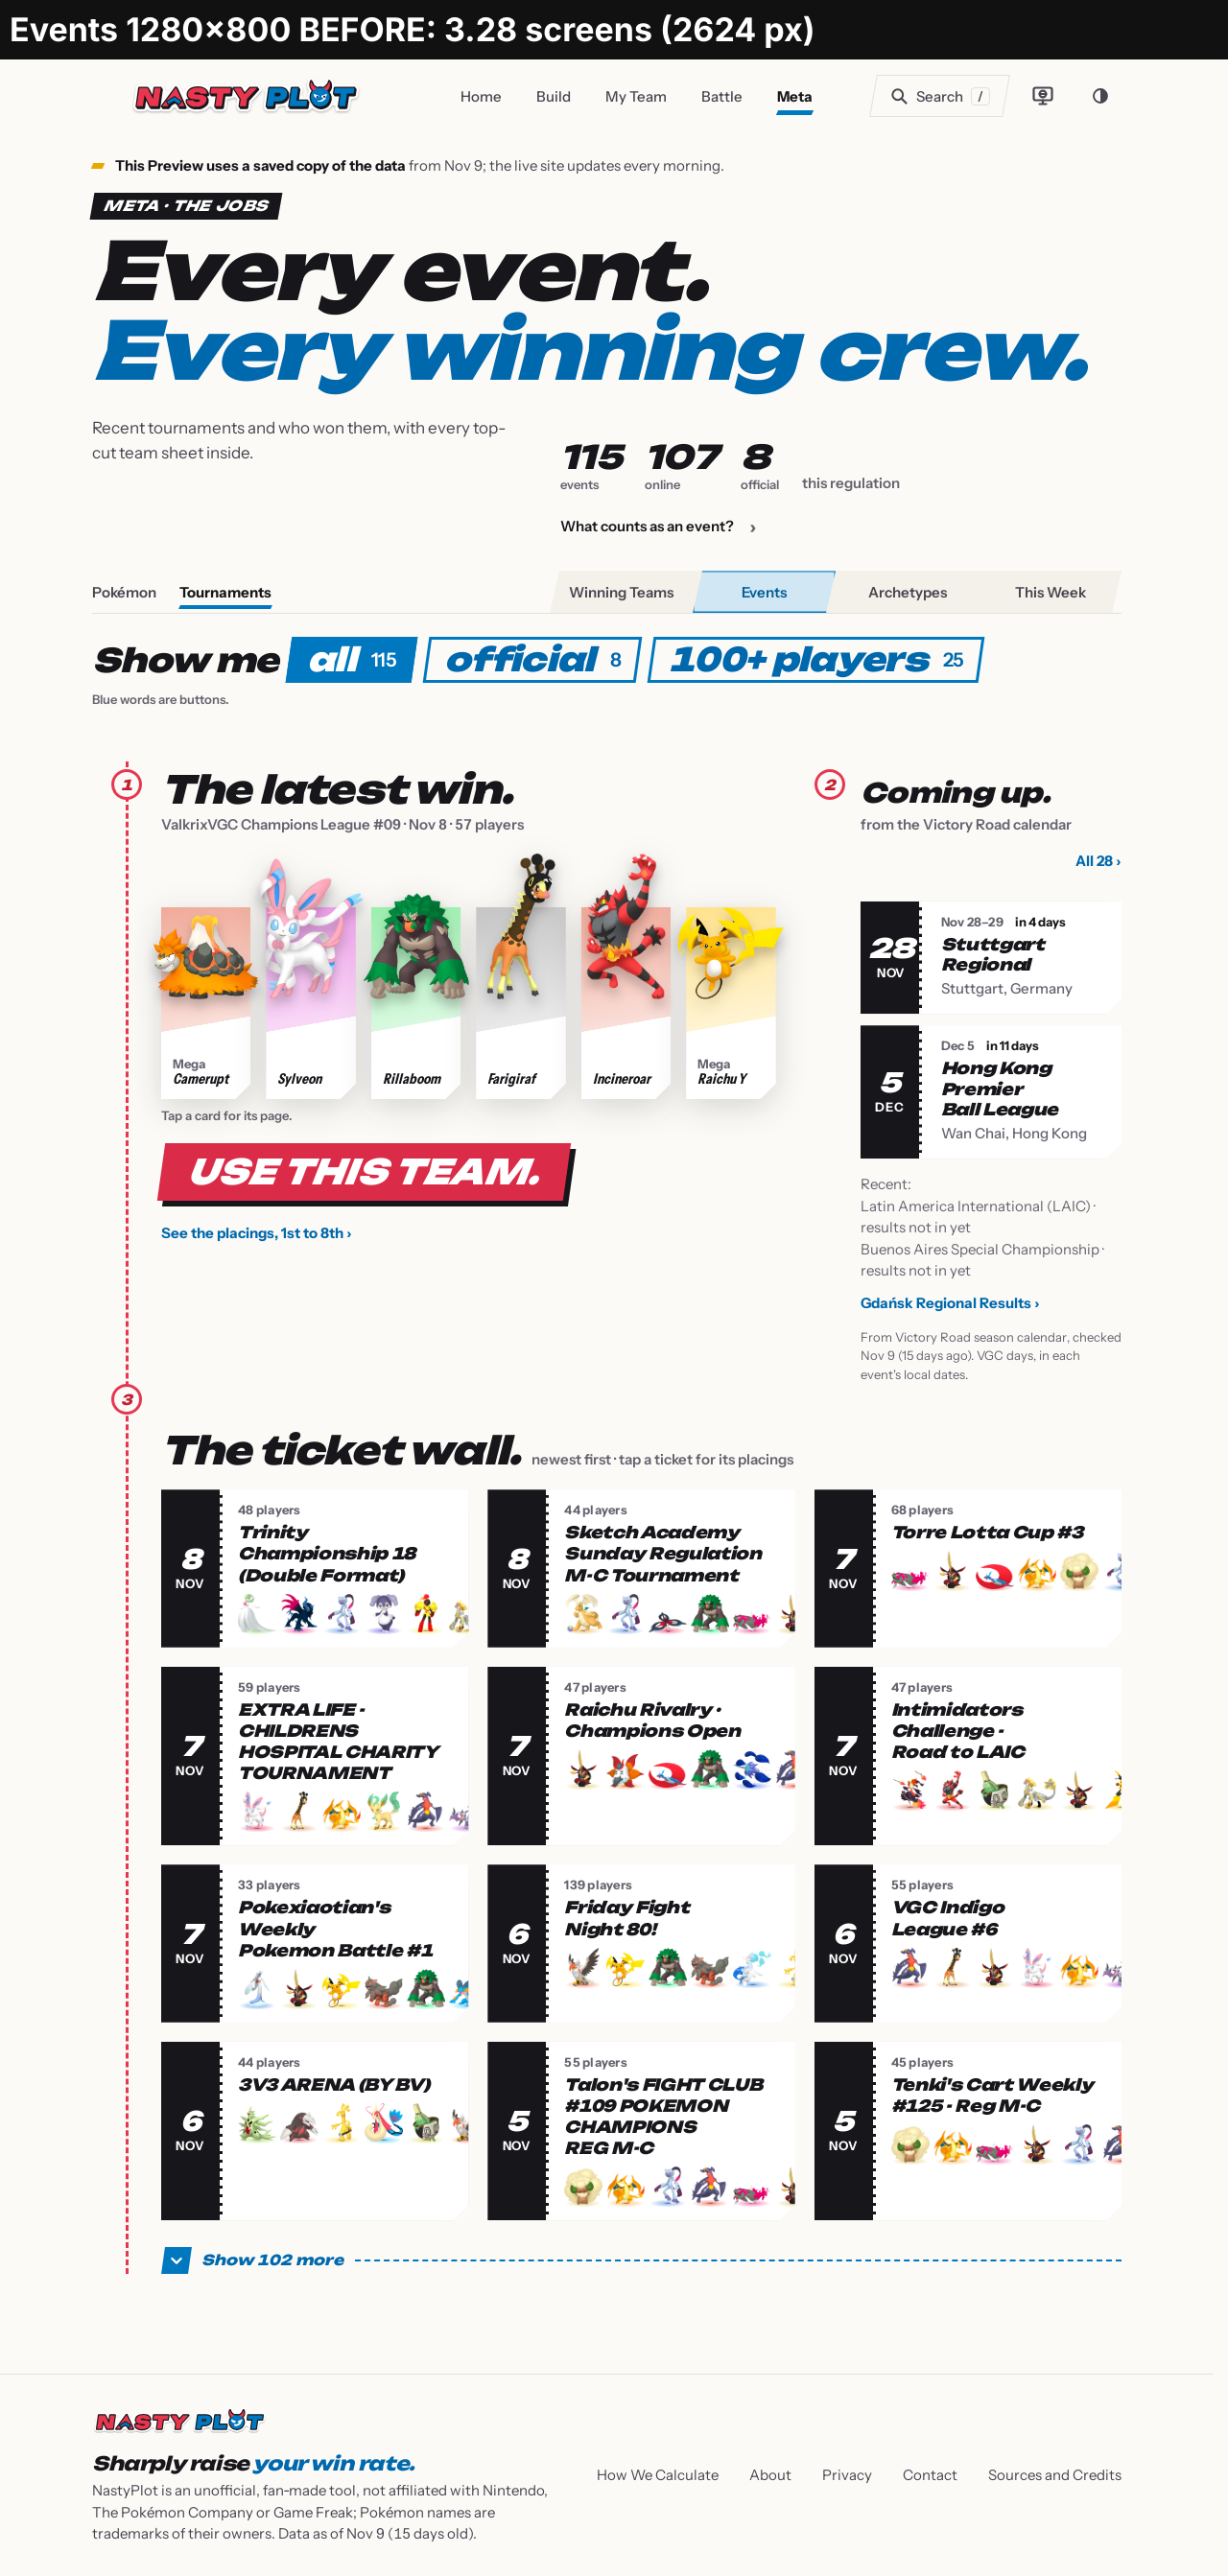 Events 1280×800 BEFORE: 3.28 screens (2624 px)
NASTY PLOT
Home Build My Team Battle Meta
Search /
This Preview uses a saved copy of the data from Nov 9; the live site updates every morning.
META · THE JOBS
Every event.
Every winning crew.
Recent tournaments and who won them, with every top-
cut team sheet inside.
115 107 8
events online official this regulation
What counts as an event? ›
Pokémon Tournaments
Winning Teams Events Archetypes This Week
Show me all 115 official 8 100+ players 25
Blue words are buttons.
1
The latest win.
ValkrixVGC Champions League #09 · Nov 8 · 57 players
Mega
Camerupt
Sylveon
Rillaboom
Farigiraf
Incineroar
Mega
Raichu Y
Tap a card for its page.
USE THIS TEAM.
See the placings, 1st to 8th ›
2
Coming up.
from the Victory Road calendar
All 28 ›
28
NOV
Nov 28–29 in 4 days
Stuttgart
Regional
Stuttgart, Germany
5
DEC
Dec 5 in 11 days
Hong Kong
Premier
Ball League
Wan Chai, Hong Kong
Recent:
Latin America International (LAIC) ·
results not in yet
Buenos Aires Special Championship ·
results not in yet
Gdańsk Regional Results ›
From Victory Road season calendar, checked
Nov 9 (15 days ago). VGC days, in each
event's local dates.
3
The ticket wall. newest first · tap a ticket for its placings
8
NOV
48 players
Trinity
Championship 18
(Double Format)
8
NOV
44 players
Sketch Academy
Sunday Regulation
M-C Tournament
7
NOV
68 players
Torre Lotta Cup #3
7
NOV
59 players
EXTRA LIFE -
CHILDRENS
HOSPITAL CHARITY
TOURNAMENT
7
NOV
47 players
Raichu Rivalry ·
Champions Open
7
NOV
47 players
Intimidators
Challenge -
Road to LAIC
7
NOV
33 players
Pokexiaotian's
Weekly
Pokemon Battle #1
6
NOV
139 players
Friday Fight
Night 80!
6
NOV
55 players
VGC Indigo
League #6
6
NOV
44 players
3V3 ARENA (BY BV)
5
NOV
55 players
Talon's FIGHT CLUB
#109 POKEMON
CHAMPIONS
REG M-C
5
NOV
45 players
Tenki's Cart Weekly
#125 - Reg M-C
Show 102 more
NASTY PLOT
Sharply raise your win rate.
NastyPlot is an unofficial, fan-made tool, not affiliated with Nintendo,
The Pokémon Company or Game Freak; Pokémon names are
trademarks of their owners. Data as of Nov 9 (15 days old).
How We Calculate About Privacy Contact Sources and Credits